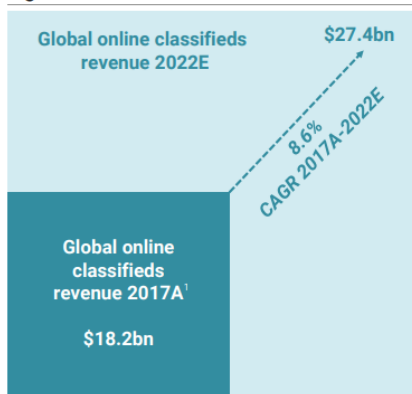 Global online classifieds
revenue 2022E
$27.4bn
8.6%
CAGR 2017A-2022E
Global online
classifieds
revenue 2017A¹
$18.2bn